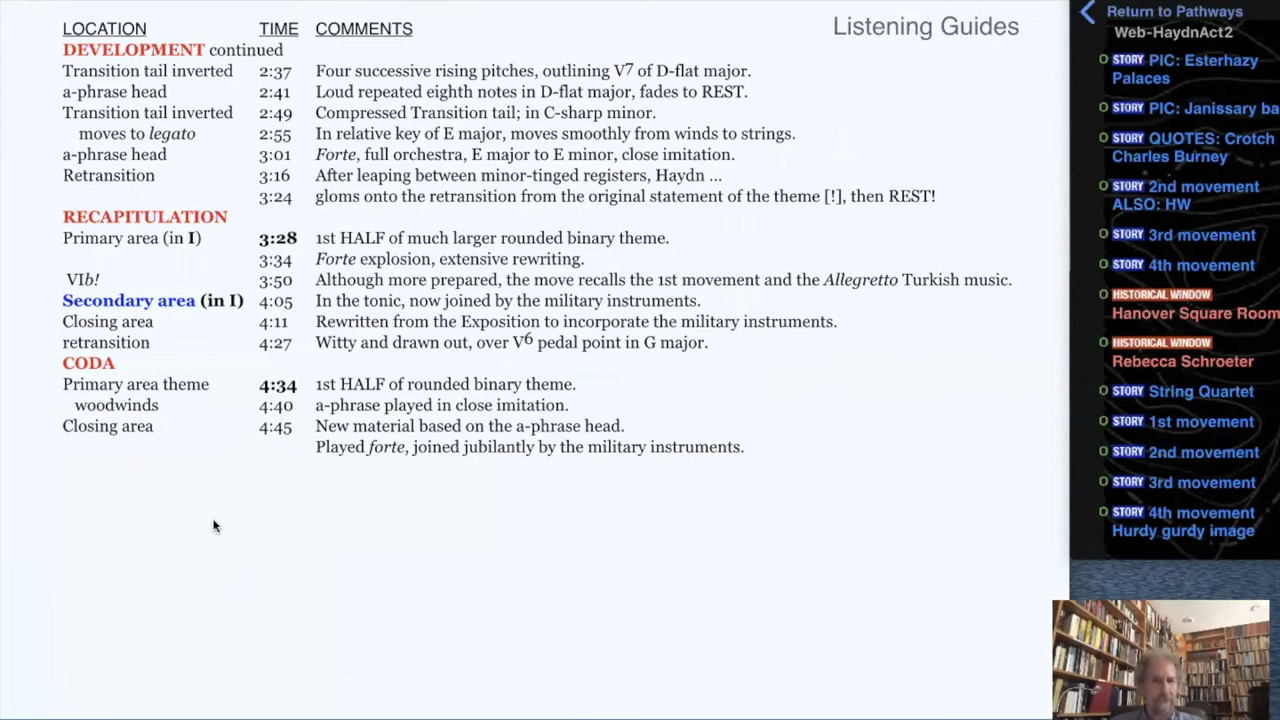 LOCATION TIME COMMENTS
Listening Guides
DEVELOPMENT continued
Transition tail inverted 2:37 Four successive rising pitches, outlining V7 of D-flat major.
a-phrase head 2:41 Loud repeated eighth notes in D-flat major, fades to REST.
Transition tail inverted 2:49 Compressed Transition tail; in C-sharp minor.
moves to legato 2:55 In relative key of E major, moves smoothly from winds to strings.
a-phrase head 3:01 Forte, full orchestra, E major to E minor, close imitation.
Retransition 3:16 After leaping between minor-tinged registers, Haydn ...
3:24 gloms onto the retransition from the original statement of the theme [!], then REST!
RECAPITULATION
Primary area (in I) 3:28 1st HALF of much larger rounded binary theme.
3:34 Forte explosion, extensive rewriting.
VIb! 3:50 Although more prepared, the move recalls the 1st movement and the Allegretto Turkish music.
Secondary area (in I) 4:05 In the tonic, now joined by the military instruments.
Closing area 4:11 Rewritten from the Exposition to incorporate the military instruments.
retransition 4:27 Witty and drawn out, over V6 pedal point in G major.
CODA
Primary area theme 4:34 1st HALF of rounded binary theme.
woodwinds 4:40 a-phrase played in close imitation.
Closing area 4:45 New material based on the a-phrase head.
Played forte, joined jubilantly by the military instruments.
Return to Pathways
Web-HaydnAct2
STORY PIC: Esterhazy
Palaces
STORY PIC: Janissary ba
STORY QUOTES: Crotch
Charles Burney
STORY 2nd movement
ALSO: HW
STORY 3rd movement
STORY 4th movement
HISTORICAL WINDOW
Hanover Square Room
HISTORICAL WINDOW
Rebecca Schroeter
STORY String Quartet
STORY 1st movement
STORY 2nd movement
STORY 3rd movement
STORY 4th movement
Hurdy gurdy image